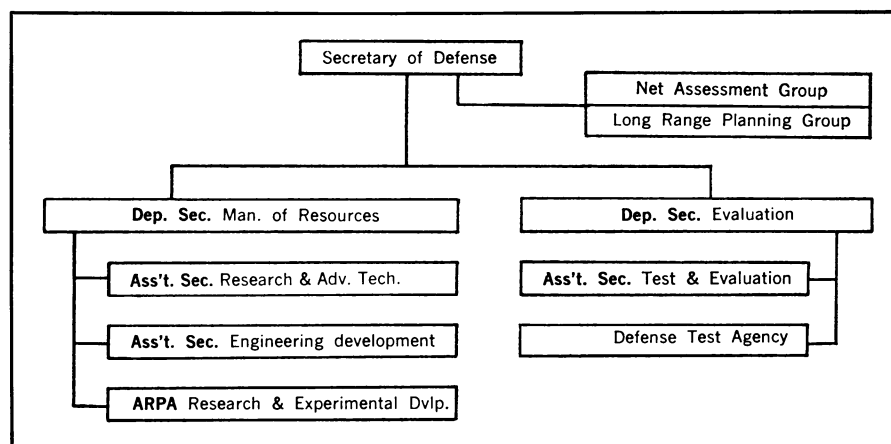 Secretary of Defense
Net Assessment Group
Long Range Planning Group
Dep. Sec. Man. of Resources
Ass't. Sec. Research & Adv. Tech.
Ass't. Sec. Engineering development
ARPA Research & Experimental Dvlp.
Dep. Sec. Evaluation
Ass't. Sec. Test & Evaluation
Defense Test Agency